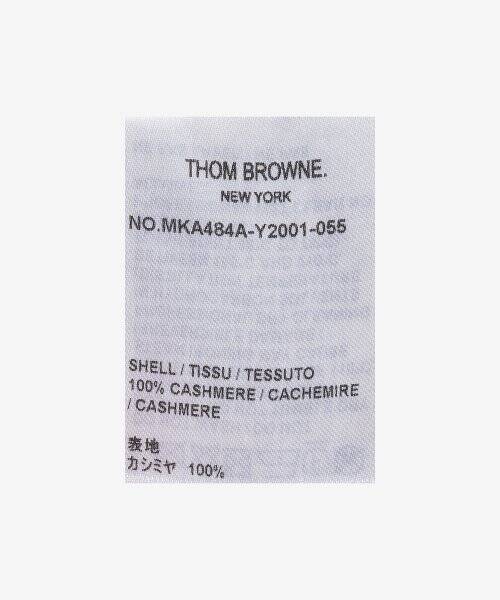 THOM BROWNE.
NEW YORK
NO.MKA484A-Y2001-055
SHELL / TISSU / TESSUTO
100% CASHMERE / CACHEMIRE
/ CASHMERE
表地
カシミヤ 100%